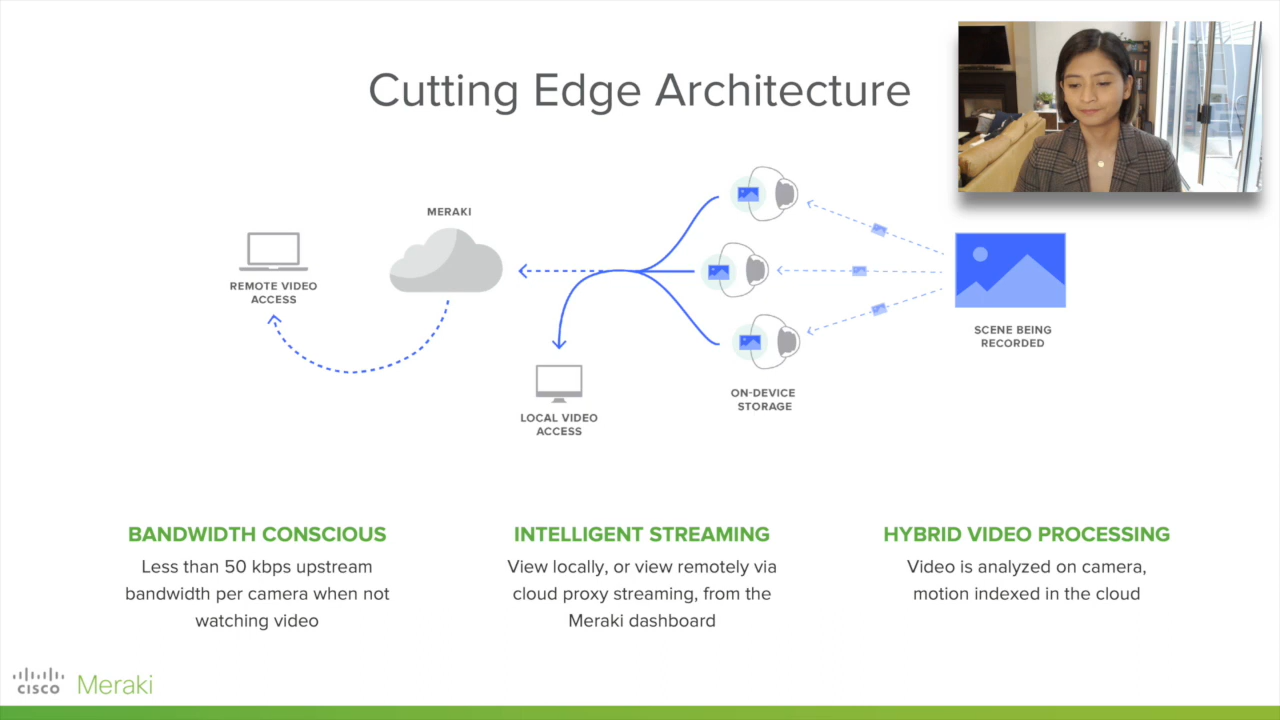 Cutting Edge Architecture
MERAKI
REMOTE VIDEO
ACCESS
SCENE BEING
RECORDED
ON-DEVICE
STORAGE
LOCAL VIDEO
ACCESS
BANDWIDTH CONSCIOUS
Less than 50 kbps upstream
bandwidth per camera when not
watching video
INTELLIGENT STREAMING
View locally, or view remotely via
cloud proxy streaming, from the
Meraki dashboard
HYBRID VIDEO PROCESSING
Video is analyzed on camera,
motion indexed in the cloud
CISCO Meraki